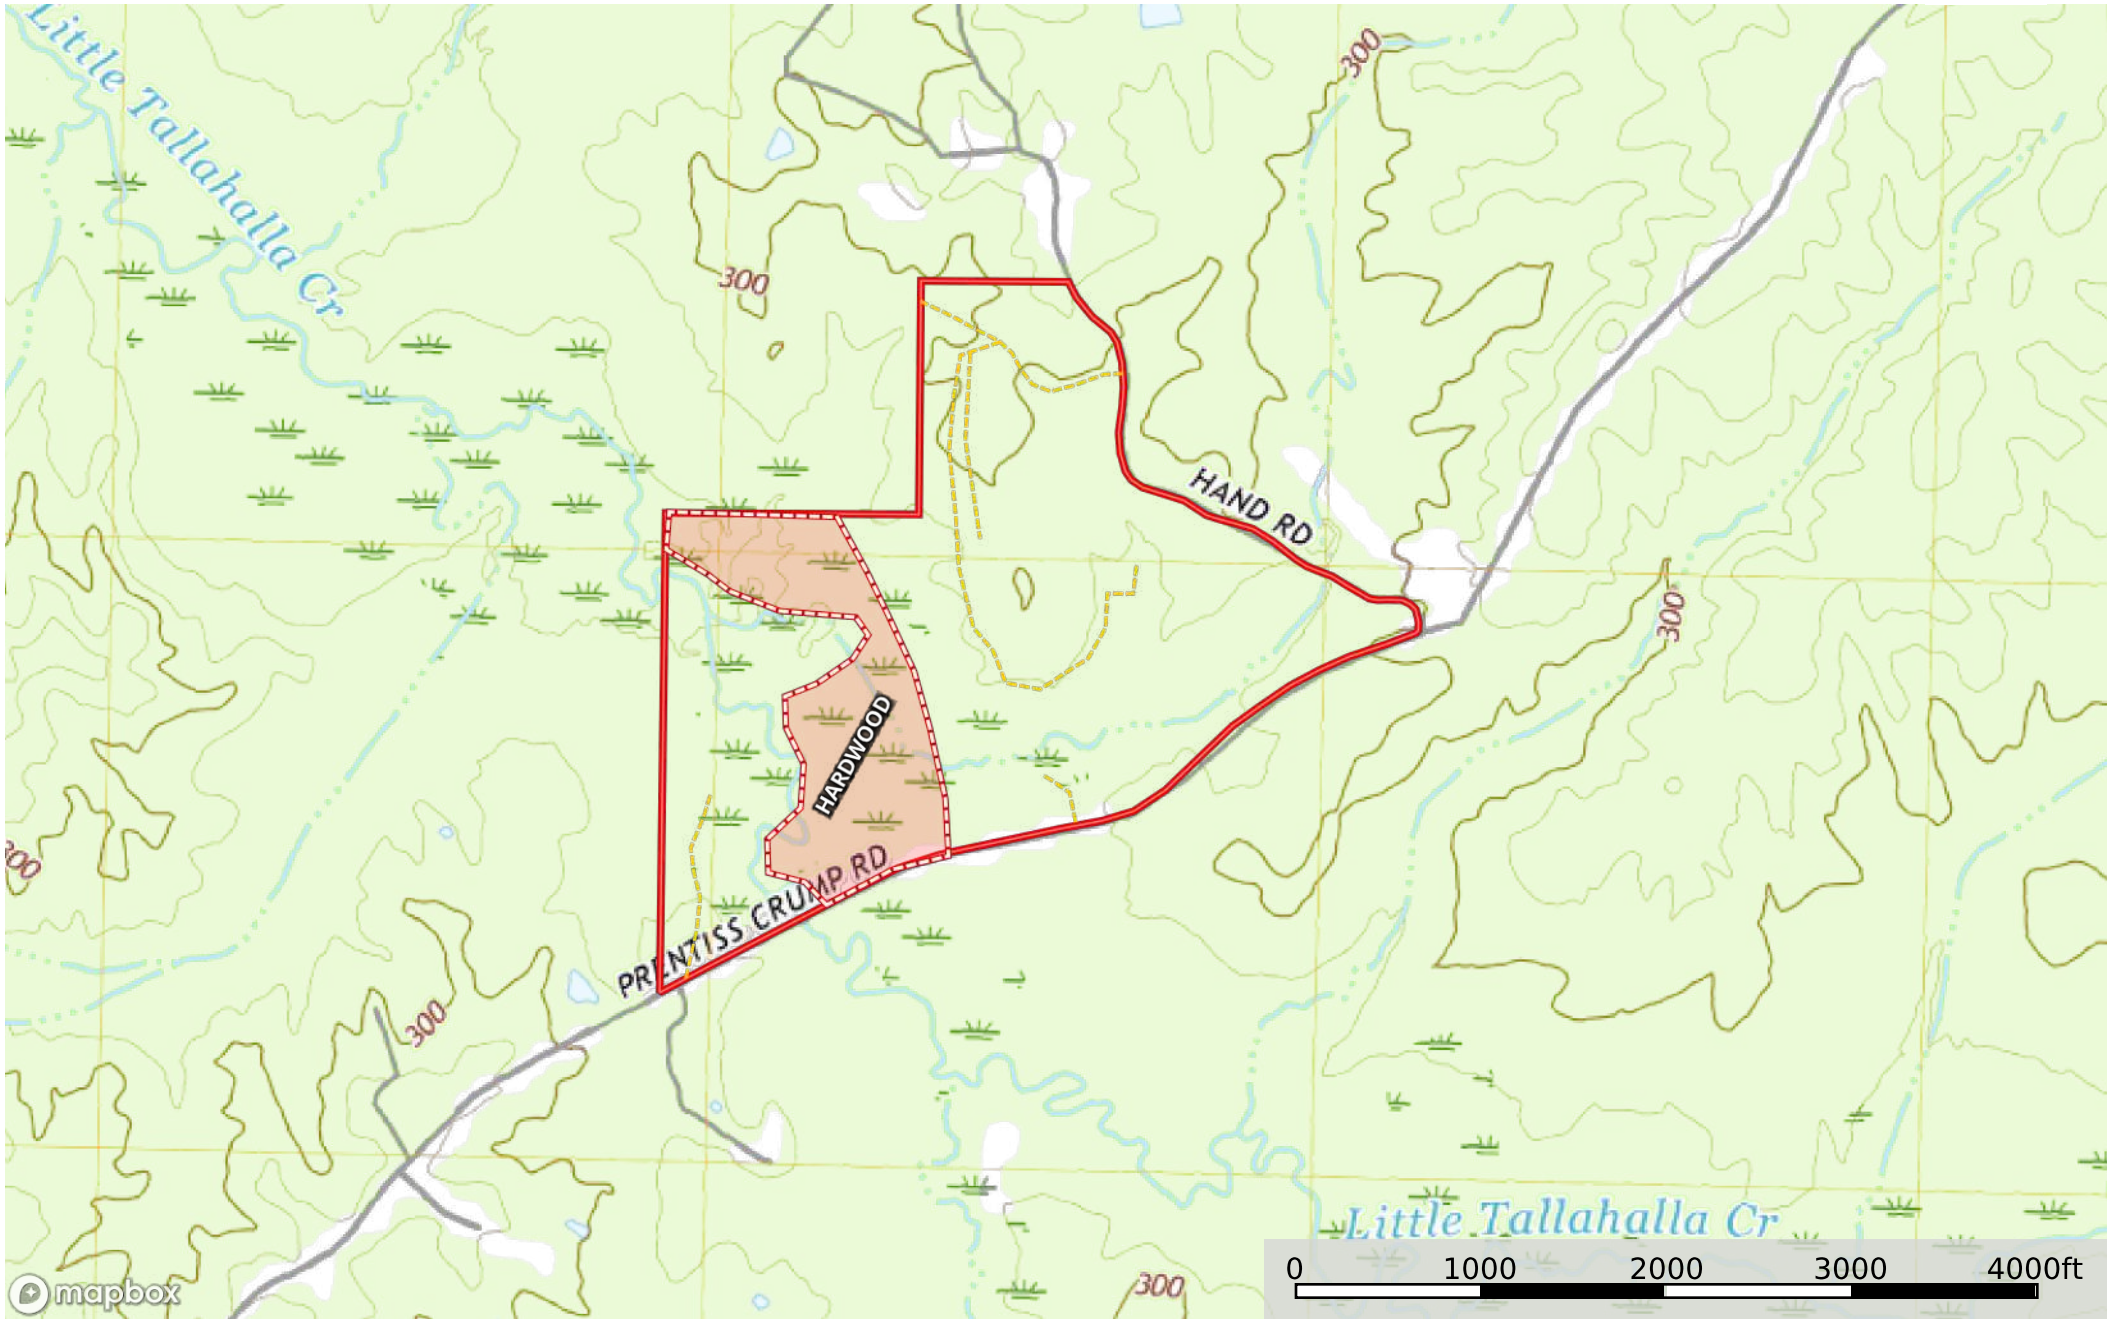 Little Tallahalla Cr
300
300
HAND RD
300
HARDWOOD
PRENTISS CRUMP RD
300
300
Little Tallahalla Cr
300
0 1000 2000 3000 4000ft
mapbox